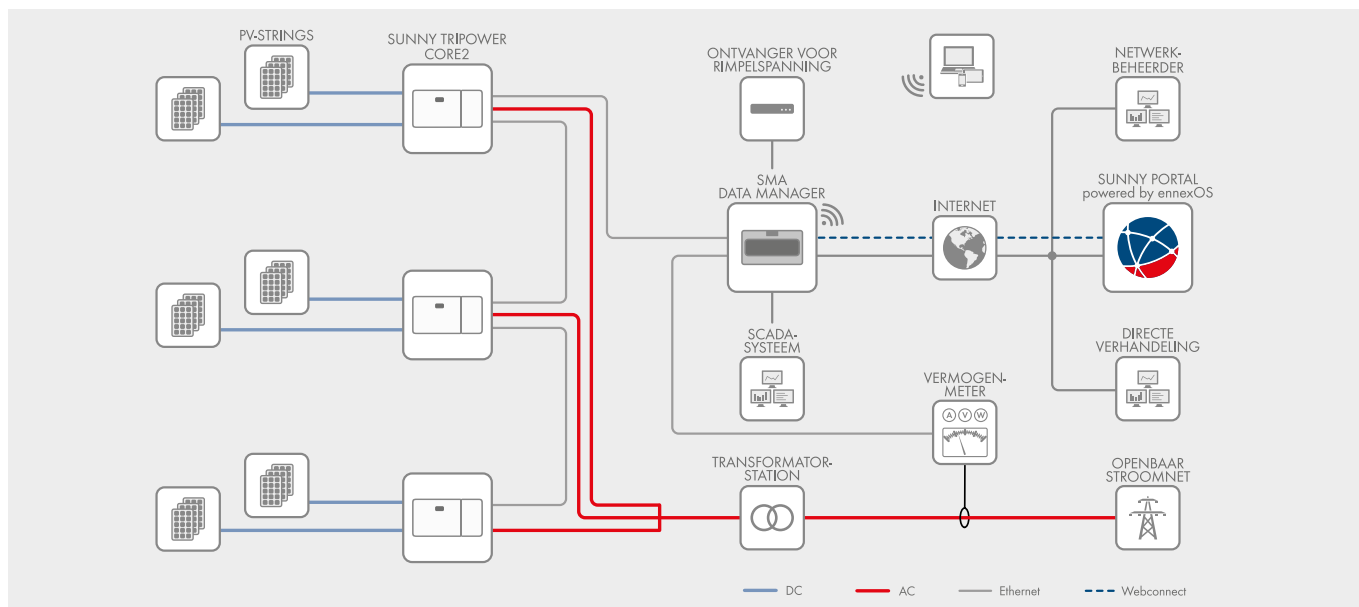 PV-STRINGS
SUNNY TRIPOWER
CORE2
ONTVANGER VOOR
RIMPELSPANNING
NETWERK-
BEHEERDER
SMA
DATA MANAGER
INTERNET
SUNNY PORTAL
powered by ennexOS
SCADA-
SYSTEEM
VERMOGEN-
METER
A V W
DIRECTE
VERHANDELING
TRANSFORMATOR-
STATION
OPENBAAR
STROOMNET
DC
AC
Ethernet
Webconnect